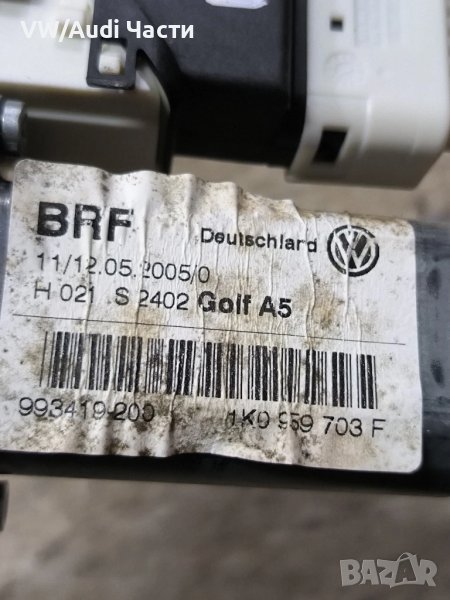 VW/Audi Части
BRF Deutschland
11/12.05.2005/0
H 021 S 2402 Golf A5
993419-200 1K0 959 703 F
BAZAR